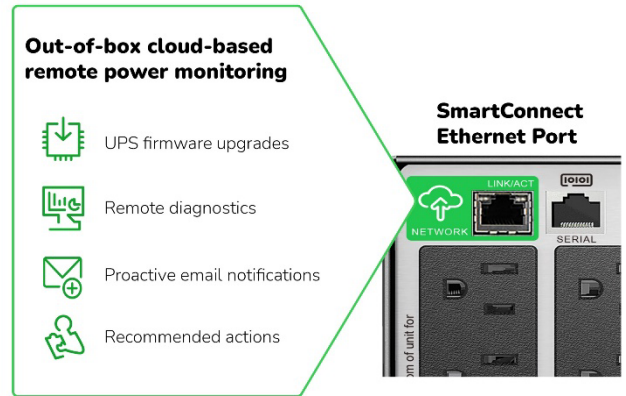 Out-of-box cloud-based
remote power monitoring
UPS firmware upgrades
Remote diagnostics
Proactive email notifications
Recommended actions
SmartConnect
Ethernet Port
LINK/ACT
NETWORK
IOIOI
SERIAL
om of unit for